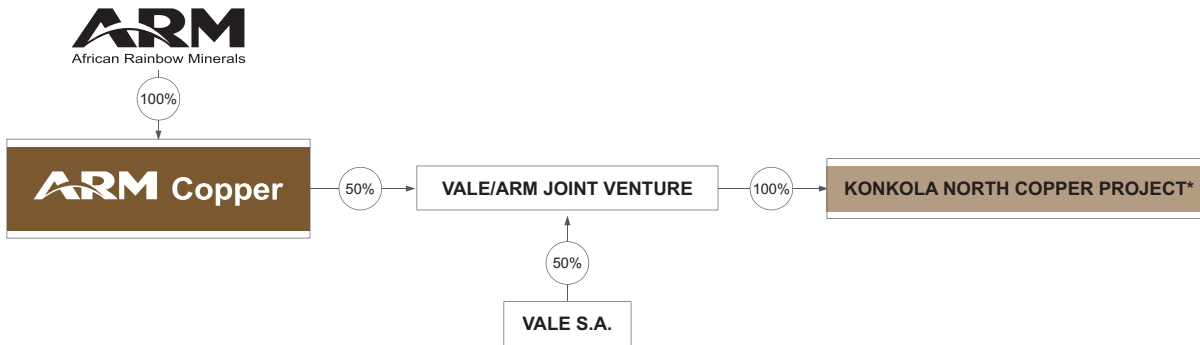 ARM
African Rainbow Minerals
100%
ARM Copper
50%
VALE/ARM JOINT VENTURE
100%
KONKOLA NORTH COPPER PROJECT*
50%
VALE S.A.